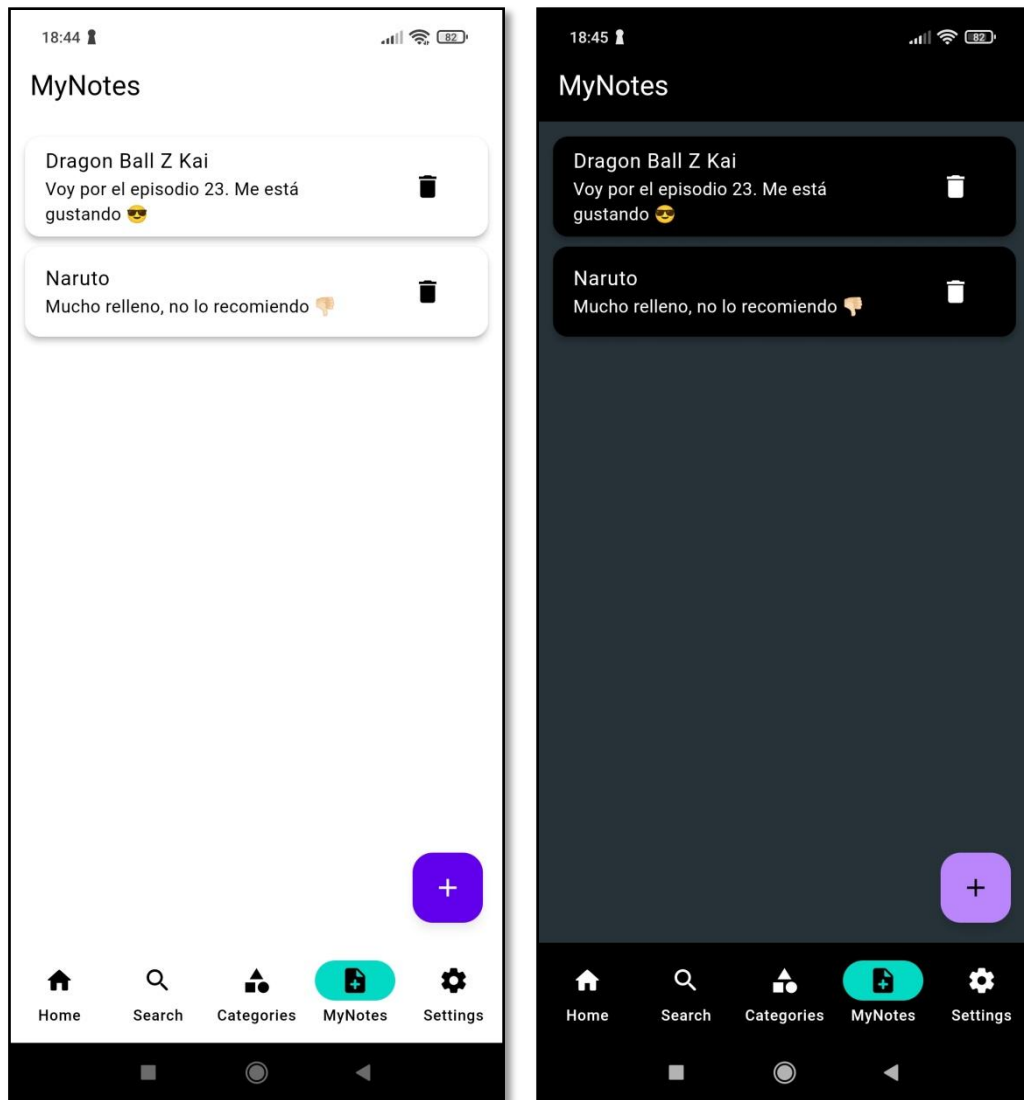 18:44
82
MyNotes
Dragon Ball Z Kai
Voy por el episodio 23. Me está
gustando 😎
Naruto
Mucho relleno, no lo recomiendo 👎🏻
Home Search Categories MyNotes Settings
18:45
82
MyNotes
Dragon Ball Z Kai
Voy por el episodio 23. Me está
gustando 😎
Naruto
Mucho relleno, no lo recomiendo 👎🏻
Home Search Categories MyNotes Settings